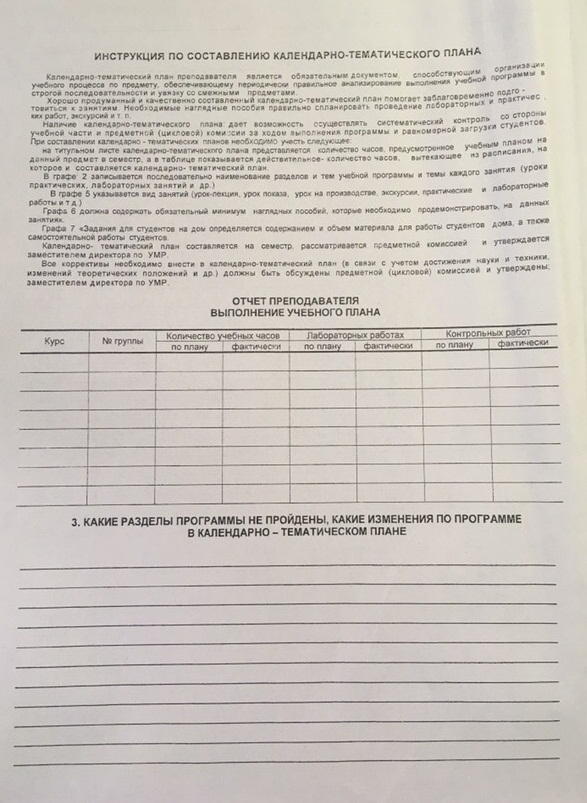 ИНСТРУКЦИЯ ПО СОСТАВЛЕНИЮ КАЛЕНДАРНО-ТЕМАТИЧЕСКОГО ПЛАНА
Календарно-тематический план преподавателя является обязательным документом, способствующим организации
учебного процесса по предмету, обеспечивающему периодически правильное анализирование выполнения учебной программы в
строгой последовательности и увязку со смежными предметами.
Хорошо продуманный и качественно составленный календарно-тематический план помогает заблаговременно подго -
товиться к занятиям. Необходимые наглядные пособия правильно спланировать проведение лабораторных и практичес
ких работ, экскурсий и т. п.
Наличие календарно-тематического плана дает возможность осуществлять систематический контроль со стороны
учебной части и предметной (цикловой) комиссии за ходом выполнения программы и равномерной загрузки студентов.
При составлении календарно - тематических планов необходимо учесть следующее:
на титульном листе календарно-тематического плана представляется количество часов, предусмотренное учебным планом на
данный предмет в семестр, а в таблице показывается действительное- количество часов, вытекающее из расписания, на
которое и составляется календарно-тематический план.
В графе 2 записывается последовательно наименование разделов и тем учебной программы и темы каждого занятия (уроки
практических, лабораторных занятий и др.)
В графе 5 указывается вид занятий (урок-лекция, урок показа, урок на производстве, экскурсии, практические и лабораторные
работы и т.д.)
Графа 6 должна содержать обязательный минимум наглядных пособий, которые необходимо продемонстрировать, на данных
занятиях.
Графа 7 «Задания для студентов на дом определяется содержанием и объем материала для работы студентов дома, а также
самостоятельной работы студентов.
Календарно- тематический план составляется на семестр, рассматривается предметной комиссией и утверждается
заместителем директора по УМР.
Все коррективы необходимо внести в календарно-тематический план (в связи с учетом достижения науки и техники,
изменений теоретических положений и др.) должны быть обсуждены предметной (цикловой) комиссией и утверждены;
заместителем директора по УМР.
ОТЧЕТ ПРЕПОДАВАТЕЛЯ
ВЫПОЛНЕНИЕ УЧЕБНОГО ПЛАНА
Курс № группы Количество учебных часов Лабораторных работах Контрольных работ
по плану фактически по плану фактически по плану фактически
3. КАКИЕ РАЗДЕЛЫ ПРОГРАММЫ НЕ ПРОЙДЕНЫ, КАКИЕ ИЗМЕНЕНИЯ ПО ПРОГРАММЕ
В КАЛЕНДАРНО – ТЕМАТИЧЕСКОМ ПЛАНЕ